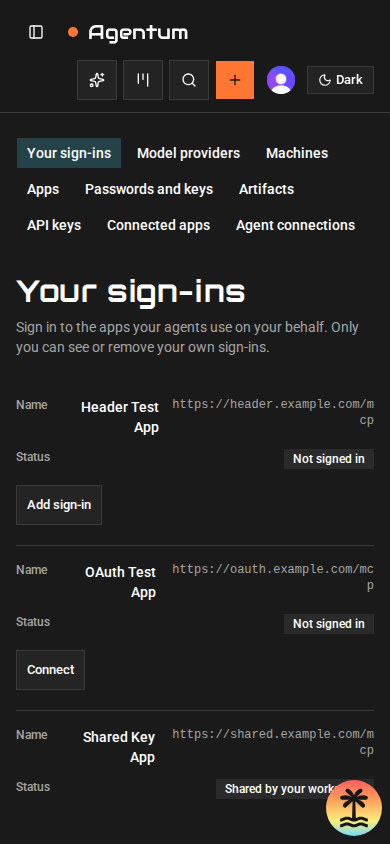 Agentum
Dark
Your sign-ins Model providers Machines
Apps Passwords and keys Artifacts
API keys Connected apps Agent connections
Your sign-ins
Sign in to the apps your agents use on your behalf. Only
you can see or remove your own sign-ins.
Name Header Test https://header.example.com/m
App cp
Status Not signed in
Add sign-in
Name OAuth Test https://oauth.example.com/mc
App p
Status Not signed in
Connect
Name Shared Key https://shared.example.com/m
App cp
Status Shared by your